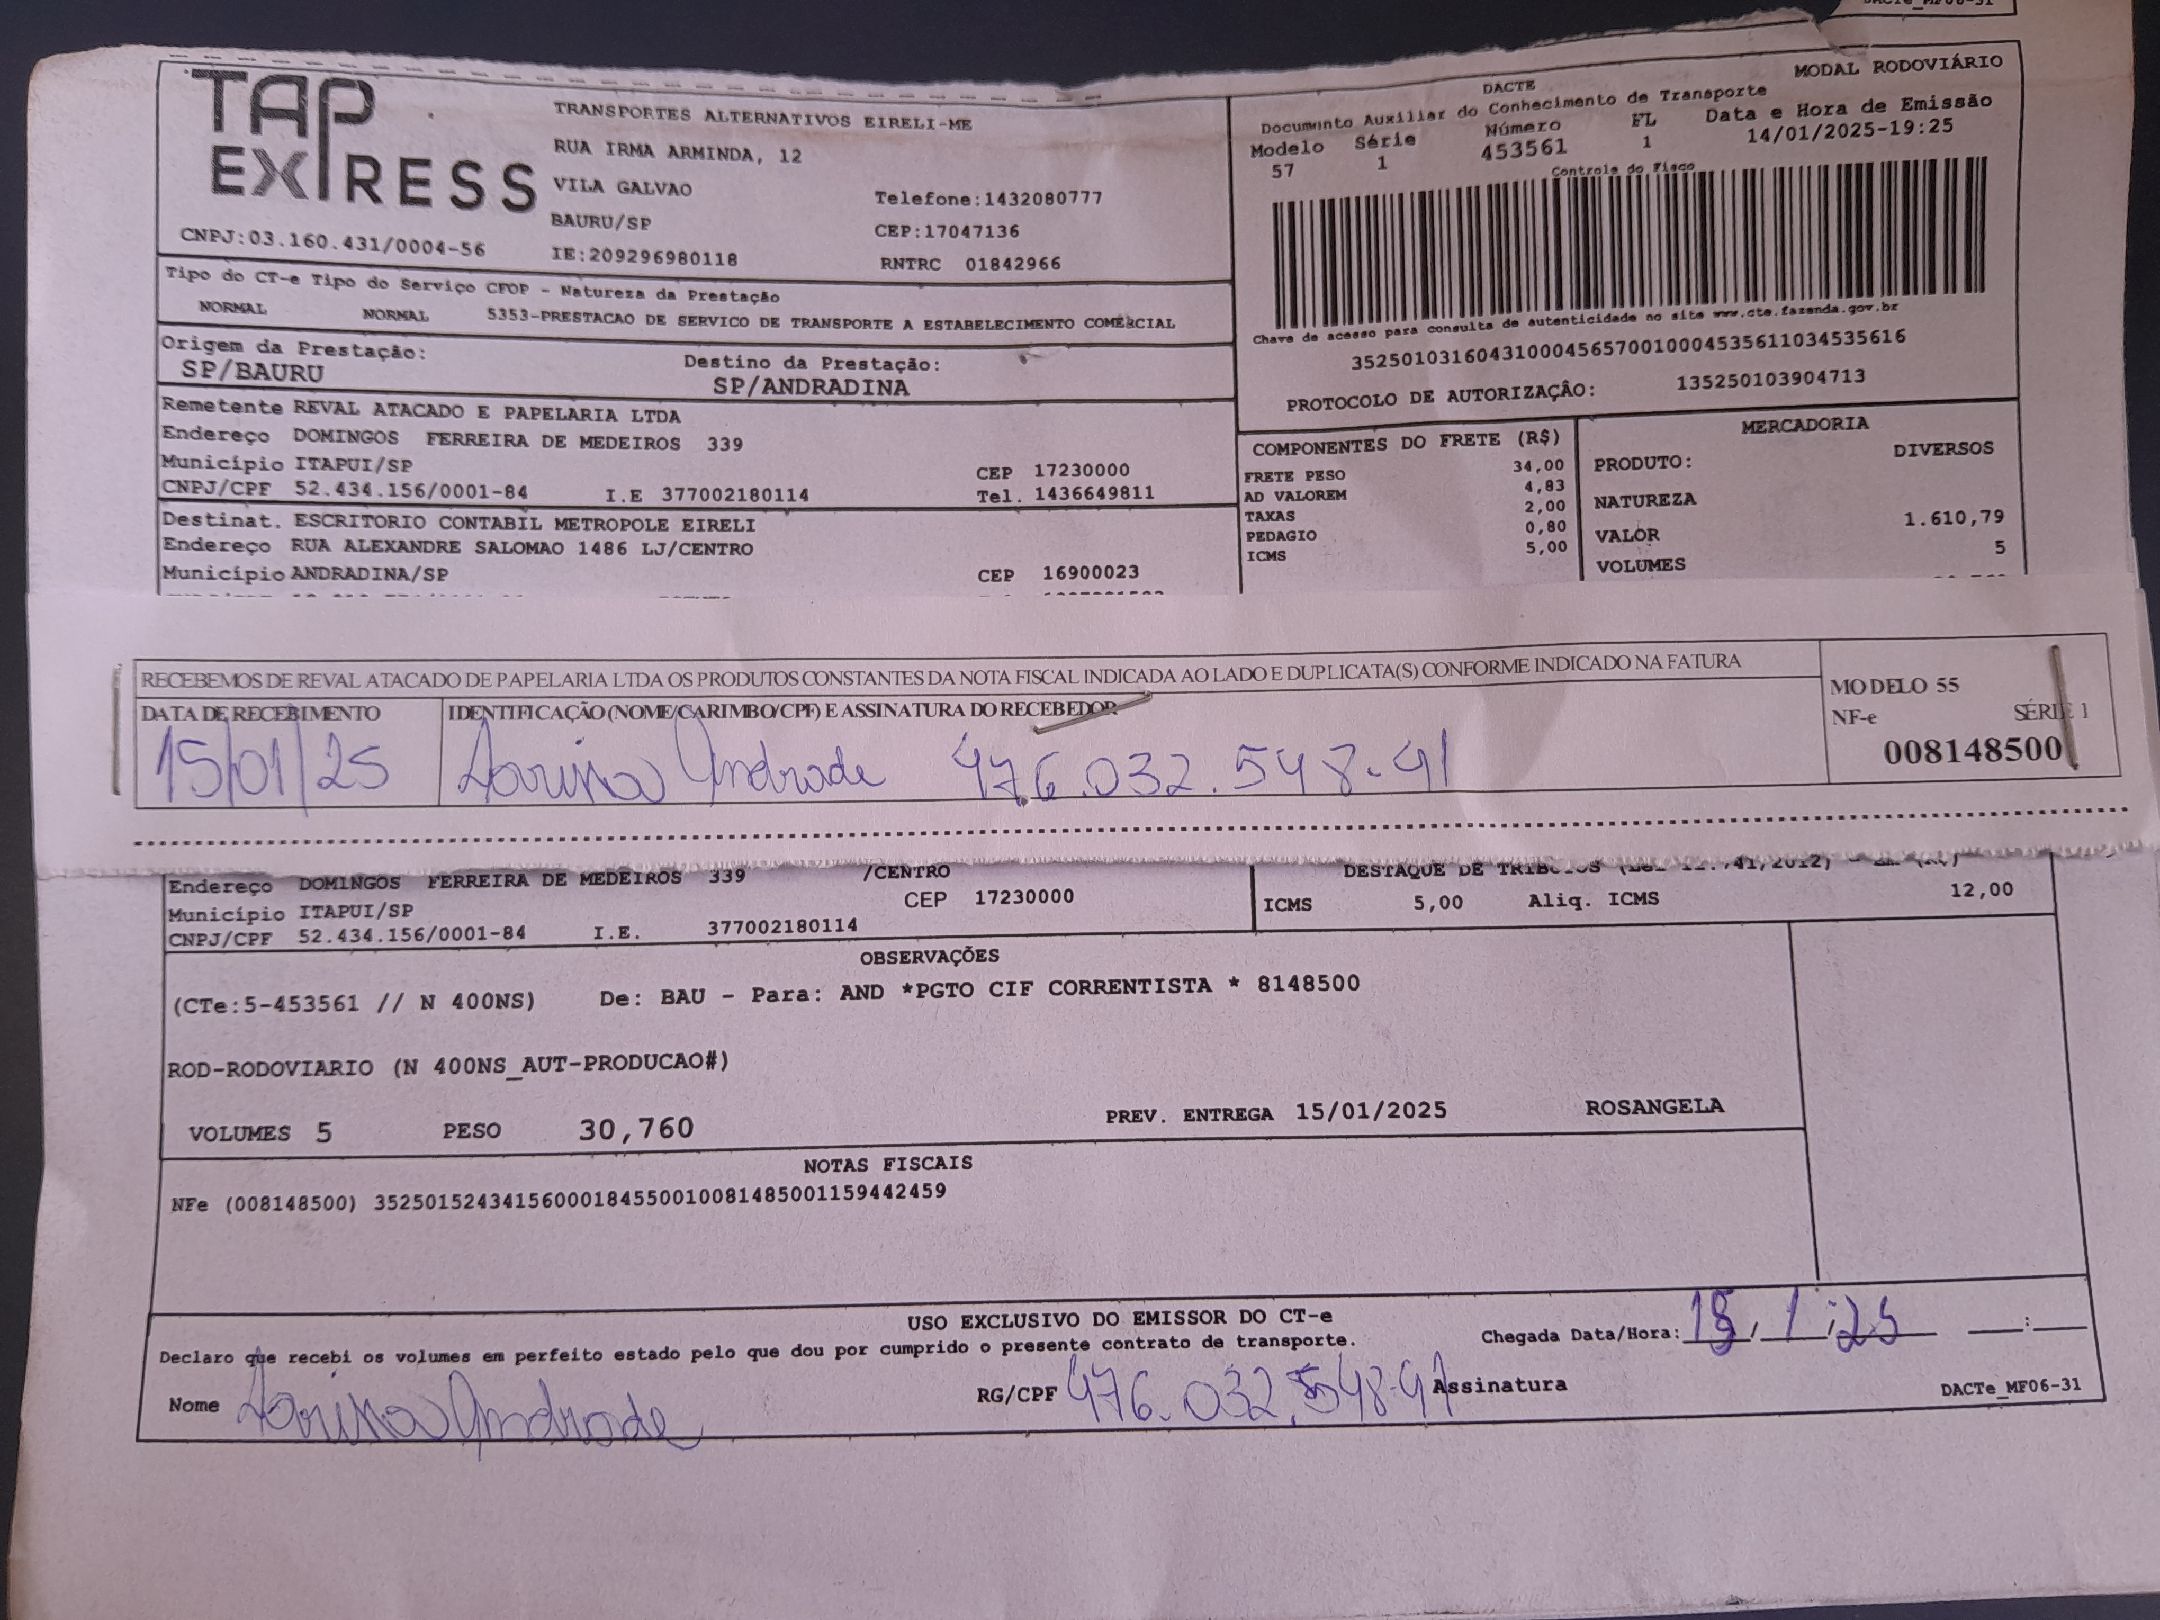 DACTe_MF06-31
TAP EXPRESS
CNPJ:03.160.431/0004-56
TRANSPORTES ALTERNATIVOS EIRELI-ME
RUA IRMA ARMINDA, 12
VILA GALVAO
BAURU/SP
IE:209296980118
Telefone:1432080777
CEP:17047136
RNTRC 01842966
MODAL RODOVIÁRIO
DACTE
Documento Auxiliar do Conhecimento de Transporte
Modelo Série Número FL Data e Hora de Emissão
57 1 453561 1 14/01/2025-19:25
Controle do Fisco
Chave de acesso para consulta de autenticidade no site www.cte.fazenda.gov.br
35250103160431000456570010004535611034535616
PROTOCOLO DE AUTORIZAÇÂO: 135250103904713
Tipo do CT-e Tipo do Serviço CFOP - Natureza da Prestação
NORMAL NORMAL 5353-PRESTACAO DE SERVICO DE TRANSPORTE A ESTABELECIMENTO COMERCIAL
Origem da Prestação: Destino da Prestação:
SP/BAURU SP/ANDRADINA
Remetente REVAL ATACADO E PAPELARIA LTDA
Endereço DOMINGOS FERREIRA DE MEDEIROS 339
Município ITAPUI/SP CEP 17230000
CNPJ/CPF 52.434.156/0001-84 I.E 377002180114 Tel. 1436649811
Destinat. ESCRITORIO CONTABIL METROPOLE EIRELI
Endereço RUA ALEXANDRE SALOMAO 1486 LJ/CENTRO
Município ANDRADINA/SP CEP 16900023
COMPONENTES DO FRETE (R$)
FRETE PESO 34,00
AD VALOREM 4,83
TAXAS 2,00
PEDAGIO 0,80
ICMS 5,00
MERCADORIA
PRODUTO: DIVERSOS
NATUREZA
VALOR 1.610,79
VOLUMES 5
RECEBEMOS DE REVAL ATACADO DE PAPELARIA LTDA OS PRODUTOS CONSTANTES DA NOTA FISCAL INDICADA AO LADO E DUPLICATA(S) CONFORME INDICADO NA FATURA
DATA DE RECEBIMENTO IDENTIFICAÇÃO (NOME/CARIMBO/CPF) E ASSINATURA DO RECEBEDOR
15/01/25 Andrade 476.032.548-41
MODELO 55
NF-e SÉRIE 1
008148500
Endereço DOMINGOS FERREIRA DE MEDEIROS 339 /CENTRO
Município ITAPUI/SP CEP 17230000
CNPJ/CPF 52.434.156/0001-84 I.E. 377002180114
DESTAQUE DE
ICMS 5,00 Aliq. ICMS 12,00
OBSERVAÇÕES
(CTe:5-453561 // N 400NS) De: BAU - Para: AND *PGTO CIF CORRENTISTA * 8148500
ROD-RODOVIARIO (N 400NS_AUT-PRODUCAO#)
VOLUMES 5 PESO 30,760 PREV. ENTREGA 15/01/2025 ROSANGELA
NOTAS FISCAIS
NFe (008148500) 35250152434156000184550010081485001159442459
USO EXCLUSIVO DO EMISSOR DO CT-e
Declaro que recebi os volumes em perfeito estado pelo que dou por cumprido o presente contrato de transporte.
Chegada Data/Hora: 15/1/25 :
Nome Andrade RG/CPF 476.032.548-41 Assinatura
DACTe_MF06-31